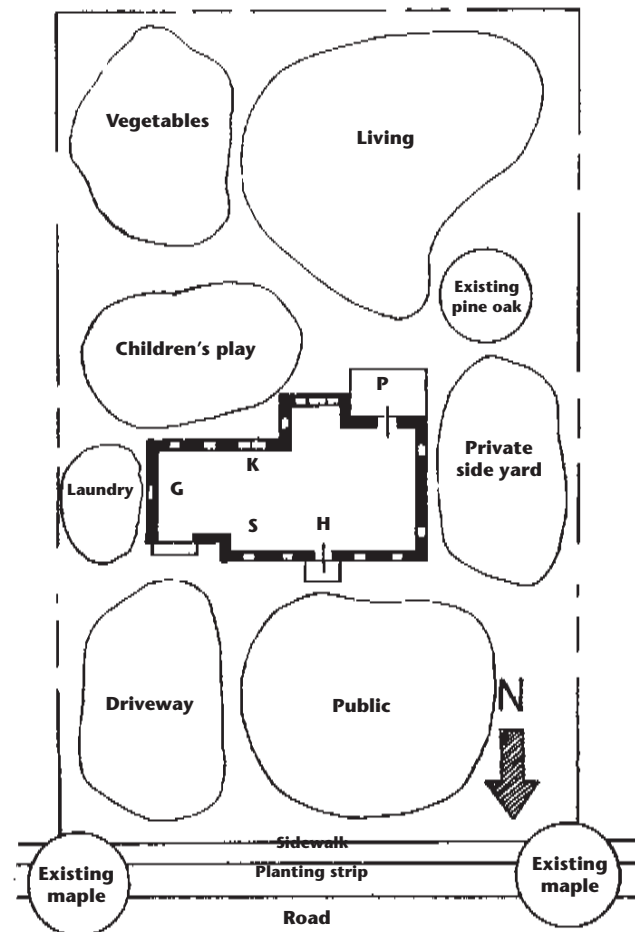 Vegetables
Living
Existing
pine oak
Children's play
P
Private
side yard
Laundry
G
K
S
H
Driveway
Public
N
Sidewalk
Planting strip
Existing
maple
Existing
maple
Road